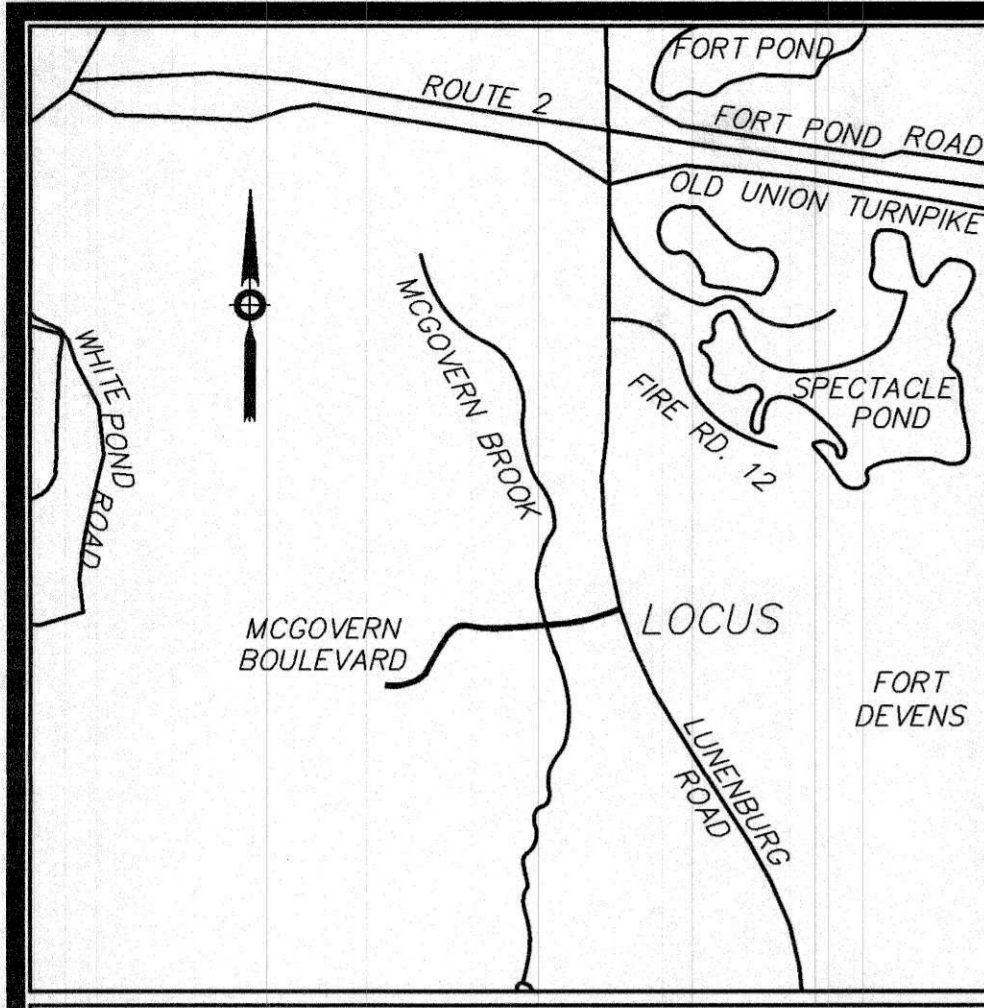 FORT POND
ROUTE 2
FORT POND ROAD
OLD UNION TURNPIKE
MCGOVERN BROOK
WHITE POND ROAD
FIRE RD. 12
SPECTACLE
POND
MCGOVERN
BOULEVARD
LOCUS
FORT
DEVENS
LUNENBURG
ROAD